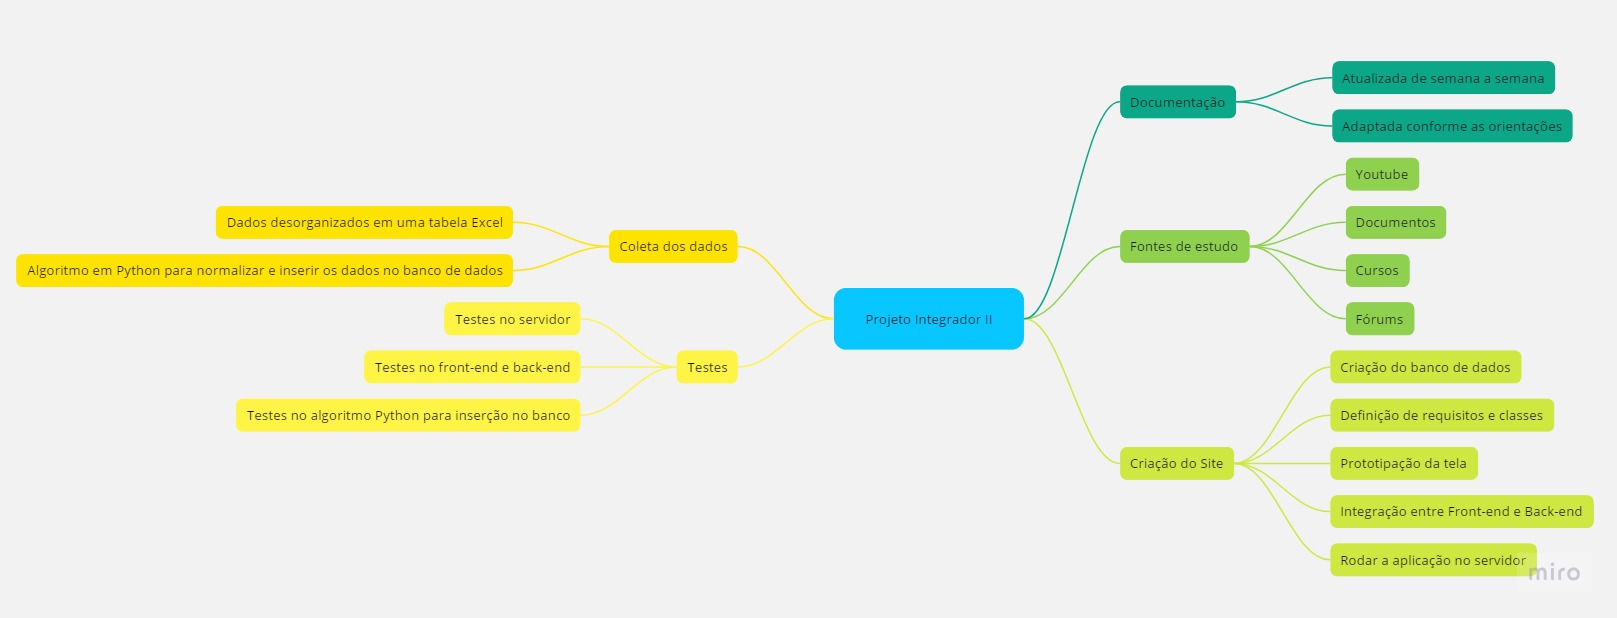 Projeto Integrador II
Documentação
Atualizada de semana a semana
Adaptada conforme as orientações
Fontes de estudo
Youtube
Documentos
Cursos
Fórums
Criação do Site
Criação do banco de dados
Definição de requisitos e classes
Prototipação da tela
Integração entre Front-end e Back-end
Rodar a aplicação no servidor
Coleta dos dados
Dados desorganizados em uma tabela Excel
Algoritmo em Python para normalizar e inserir os dados no banco de dados
Testes
Testes no servidor
Testes no front-end e back-end
Testes no algoritmo Python para inserção no banco
miro